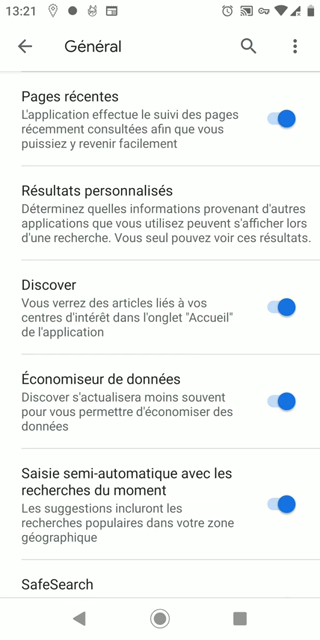 13:21
Général
Pages récentes
L'application effectue le suivi des pages
récemment consultées afin que vous
puissiez y revenir facilement
Résultats personnalisés
Déterminez quelles informations provenant d'autres
applications que vous utilisez peuvent s'afficher lors
d'une recherche. Vous seul pouvez voir ces résultats.
Discover
Vous verrez des articles liés à vos
centres d'intérêt dans l'onglet "Accueil"
de l'application
Économiseur de données
Discover s'actualisera moins souvent
pour vous permettre d'économiser des
données
Saisie semi-automatique avec les
recherches du moment
Les suggestions incluront les
recherches populaires dans votre zone
géographique
SafeSearch